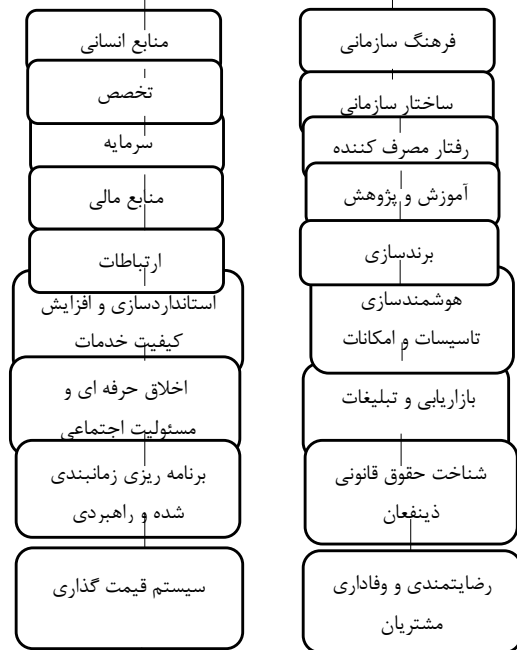 فرهنگ سازمانی
ساختار سازمانی
رفتار مصرف کننده
آموزش و پژوهش
برندسازی
هوشمندسازی
تاسیسات و امکانات
بازاریابی و تبلیغات
شناخت حقوق قانونی
ذینفعان
رضایتمندی و وفاداری
مشتریان
منابع انسانی
تخصص
سرمایه
منابع مالی
ارتباطات
استانداردسازی و افزایش
کیفیت خدمات
اخلاق حرفه ای و
مسئولیت اجتماعی
برنامه ریزی زمانبندی
شده و راهبردی
سیستم قیمت گذاری